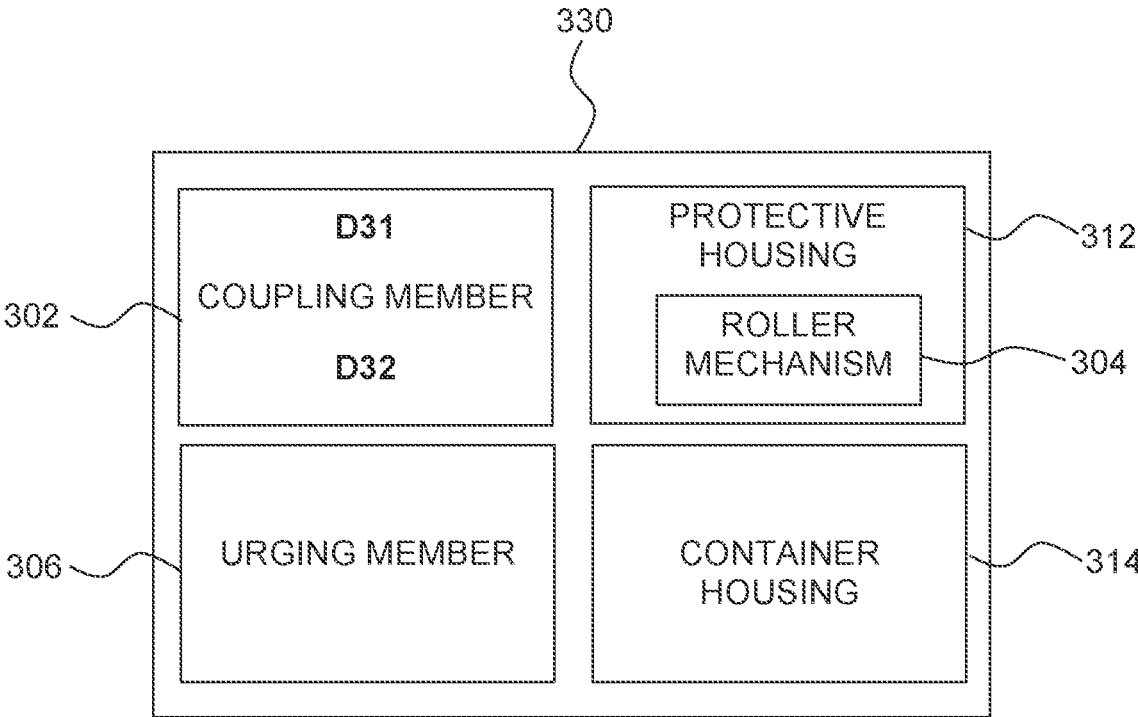 330
D31
COUPLING MEMBER
D32
302
PROTECTIVE
HOUSING
312
ROLLER
MECHANISM
304
URGING MEMBER
306
CONTAINER
HOUSING
314